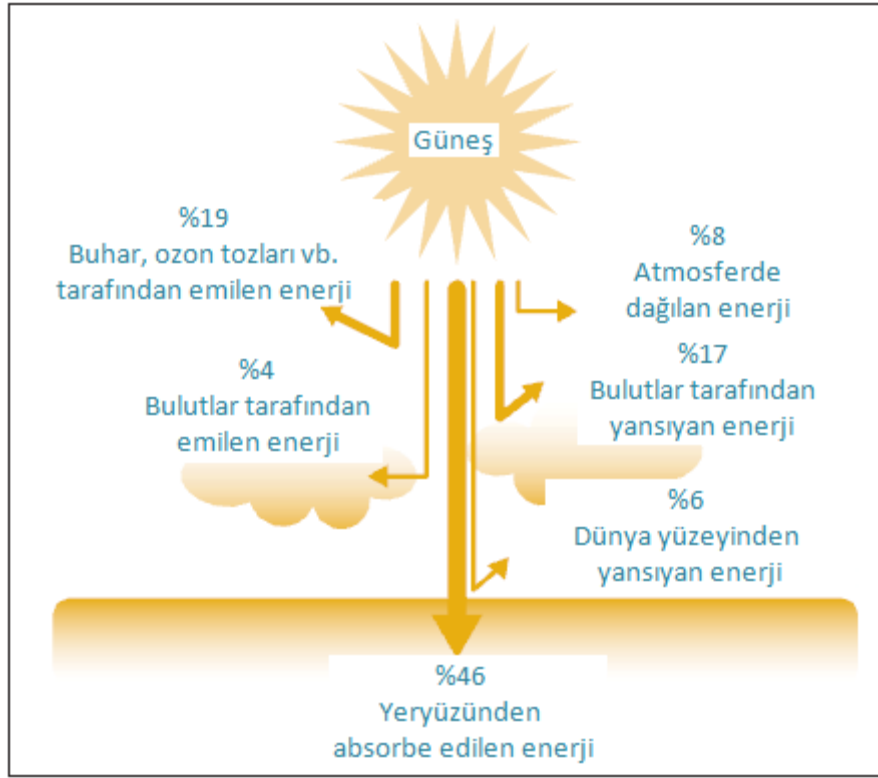 Güneş
%19
Buhar, ozon tozları vb.
tarafından emilen enerji
%8
Atmosferde
dağılan enerji
%4
Bulutlar tarafından
emilen enerji
%17
Bulutlar tarafından
yansıyan enerji
%6
Dünya yüzeyinden
yansıyan enerji
%46
Yeryüzünden
absorbe edilen enerji